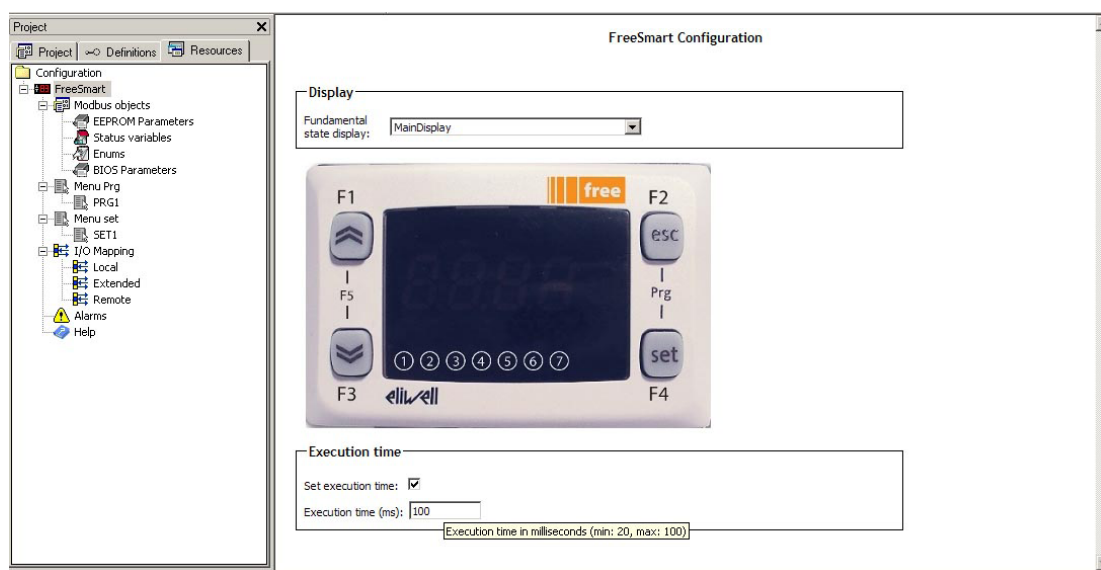 Project
Project
Definitions
Resources
Configuration
FreeSmart
Modbus objects
EEPROM Parameters
Status variables
Enums
BIOS Parameters
Menu Prg
PRG1
Menu set
SET1
I/O Mapping
Local
Extended
Remote
Alarms
Help
FreeSmart Configuration
Display
Fundamental
state display:
MainDisplay
free
F1
F2
esc
F5
Prg
set
1 2 3 4 5 6 7
F3
eliwell
F4
Execution time
Set execution time:
Execution time (ms): 100
Execution time in milliseconds (min: 20, max: 100)